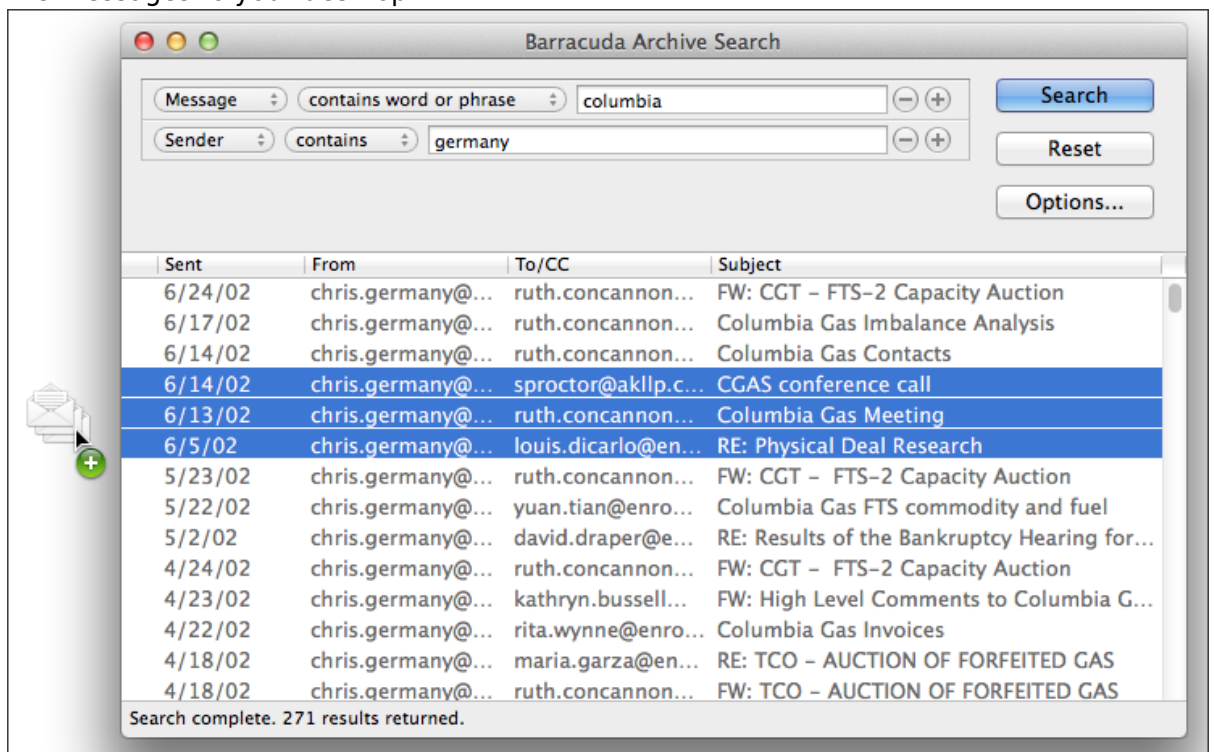 Barracuda Archive Search
Message contains word or phrase columbia Search
Sender contains germany Reset
Options...
Sent From To/CC Subject
6/24/02 chris.germany@... ruth.concannon... FW: CGT – FTS–2 Capacity Auction
6/17/02 chris.germany@... ruth.concannon... Columbia Gas Imbalance Analysis
6/14/02 chris.germany@... ruth.concannon... Columbia Gas Contacts
6/14/02 chris.germany@... sproctor@akllp.c... CGAS conference call
6/13/02 chris.germany@... ruth.concannon... Columbia Gas Meeting
6/5/02 chris.germany@... louis.dicarlo@en... RE: Physical Deal Research
5/23/02 chris.germany@... ruth.concannon... FW: CGT – FTS–2 Capacity Auction
5/22/02 chris.germany@... yuan.tian@enro... Columbia Gas FTS commodity and fuel
5/2/02 chris.germany@... david.draper@e... RE: Results of the Bankruptcy Hearing for...
4/24/02 chris.germany@... ruth.concannon... FW: CGT – FTS–2 Capacity Auction
4/23/02 chris.germany@... kathryn.bussell... FW: High Level Comments to Columbia G...
4/22/02 chris.germany@... rita.wynne@enro... Columbia Gas Invoices
4/18/02 chris.germany@... maria.garza@en... RE: TCO – AUCTION OF FORFEITED GAS
4/18/02 chris.germany@... ruth.concannon... FW: TCO – AUCTION OF FORFEITED GAS
Search complete. 271 results returned.